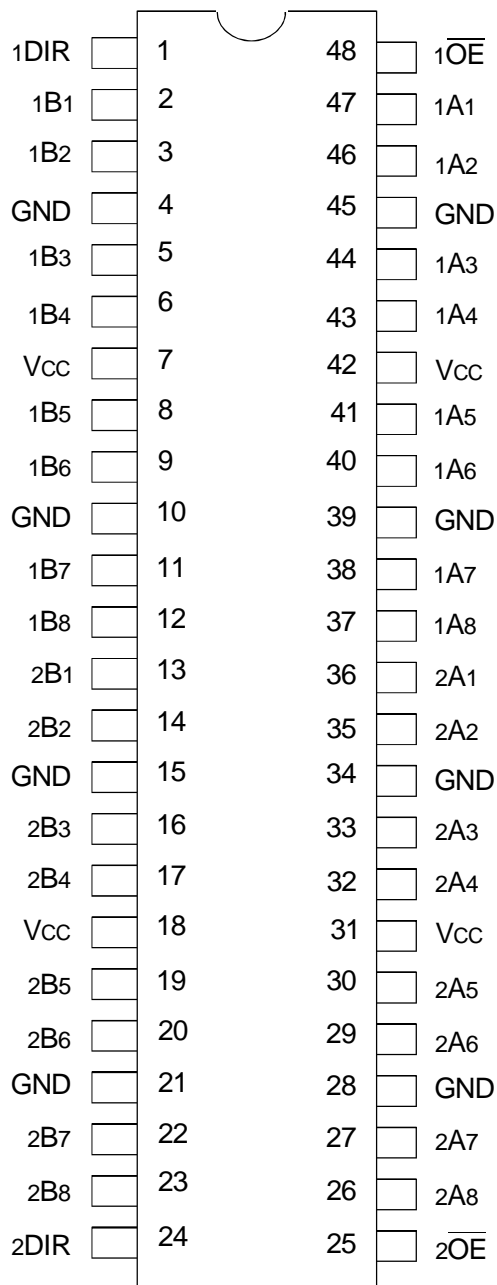 1DIR 1 48 1O̅E̅
1B1 2 47 1A1
1B2 3 46 1A2
GND 4 45 GND
1B3 5 44 1A3
1B4 6 43 1A4
VCC 7 42 VCC
1B5 8 41 1A5
1B6 9 40 1A6
GND 10 39 GND
1B7 11 38 1A7
1B8 12 37 1A8
2B1 13 36 2A1
2B2 14 35 2A2
GND 15 34 GND
2B3 16 33 2A3
2B4 17 32 2A4
VCC 18 31 VCC
2B5 19 30 2A5
2B6 20 29 2A6
GND 21 28 GND
2B7 22 27 2A7
2B8 23 26 2A8
2DIR 24 25 2O̅E̅